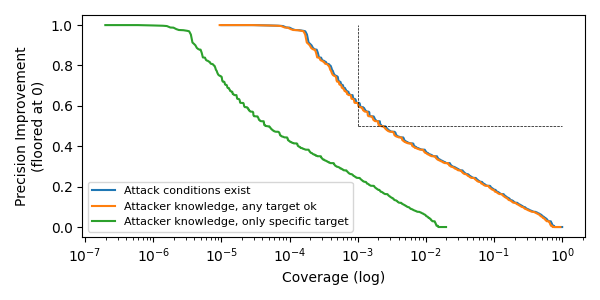 1.0
0.8
0.6
0.4
0.2
0.0
Precision Improvement
(floored at 0)
Attack conditions exist
Attacker knowledge, any target ok
Attacker knowledge, only specific target
10⁻⁷ 10⁻⁶ 10⁻⁵ 10⁻⁴ 10⁻³ 10⁻² 10⁻¹ 10⁰
Coverage (log)